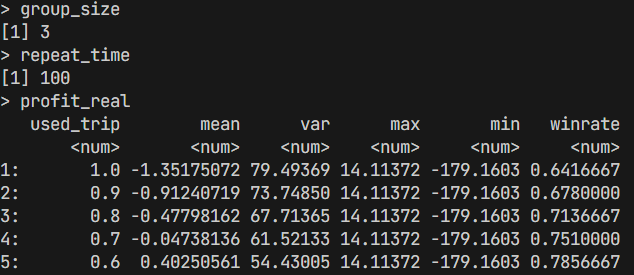 > group_size
[1] 3
> repeat_time
[1] 100
> profit_real
   used_trip        mean      var      max       min   winrate
       <num>       <num>    <num>    <num>     <num>     <num>
1:       1.0 -1.35175072 79.49369 14.11372 -179.1603 0.6416667
2:       0.9 -0.91240719 73.74850 14.11372 -179.1603 0.6780000
3:       0.8 -0.47798162 67.71365 14.11372 -179.1603 0.7136667
4:       0.7 -0.04738136 61.52133 14.11372 -179.1603 0.7510000
5:       0.6  0.40250561 54.43005 14.11372 -179.1603 0.7856667